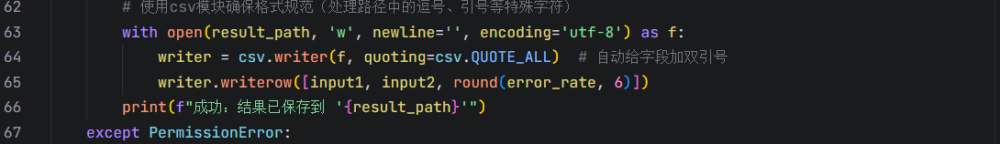 62 # 使用csv模块确保格式规范（处理路径中的逗号、引号等特殊字符）
63 with open(result_path, 'w', newline='', encoding='utf-8') as f:
64 writer = csv.writer(f, quoting=csv.QUOTE_ALL)  # 自动给字段加双引号
65 writer.writerow([input1, input2, round(error_rate, 6)])
66 print(f"成功：结果已保存到 '{result_path}'")
67 except PermissionError: